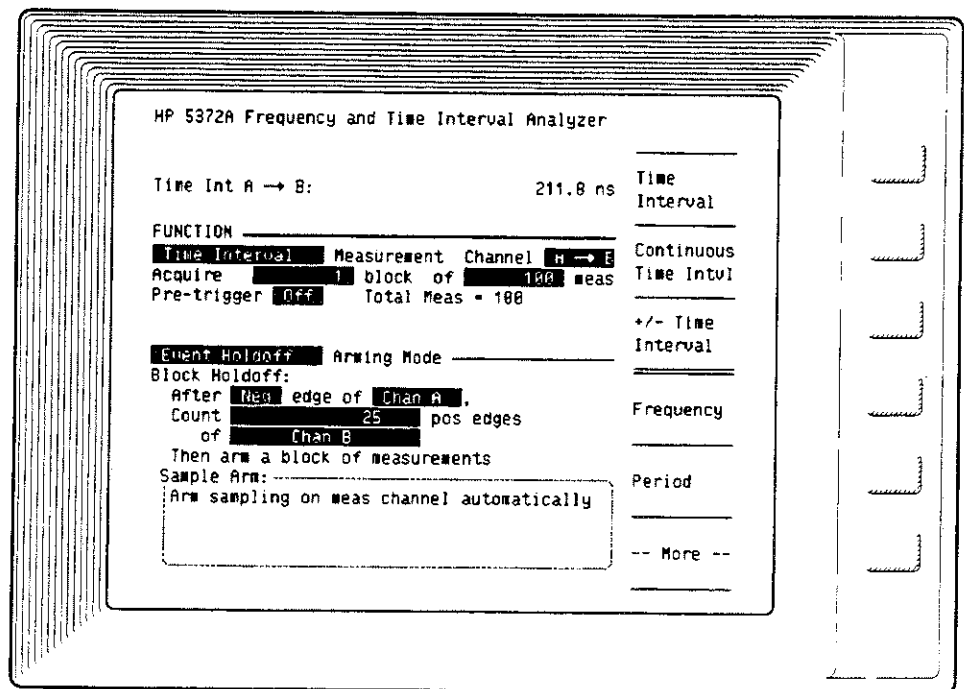 HP 5372A Frequency and Time Interval Analyzer
Time Int A → B: 211.8 ns
FUNCTION
Time Interval Measurement Channel A → B
Acquire 1 block of 100 meas
Pre-trigger Off Total Meas = 100
Event Holdoff Arming Mode
Block Holdoff:
After Neg edge of Chan A ,
Count 25 pos edges
of Chan B
Then arm a block of measurements
Sample Arm:
Arm sampling on meas channel automatically
Time
Interval
Continuous
Time Intvl
+/- Time
Interval
Frequency
Period
-- More --